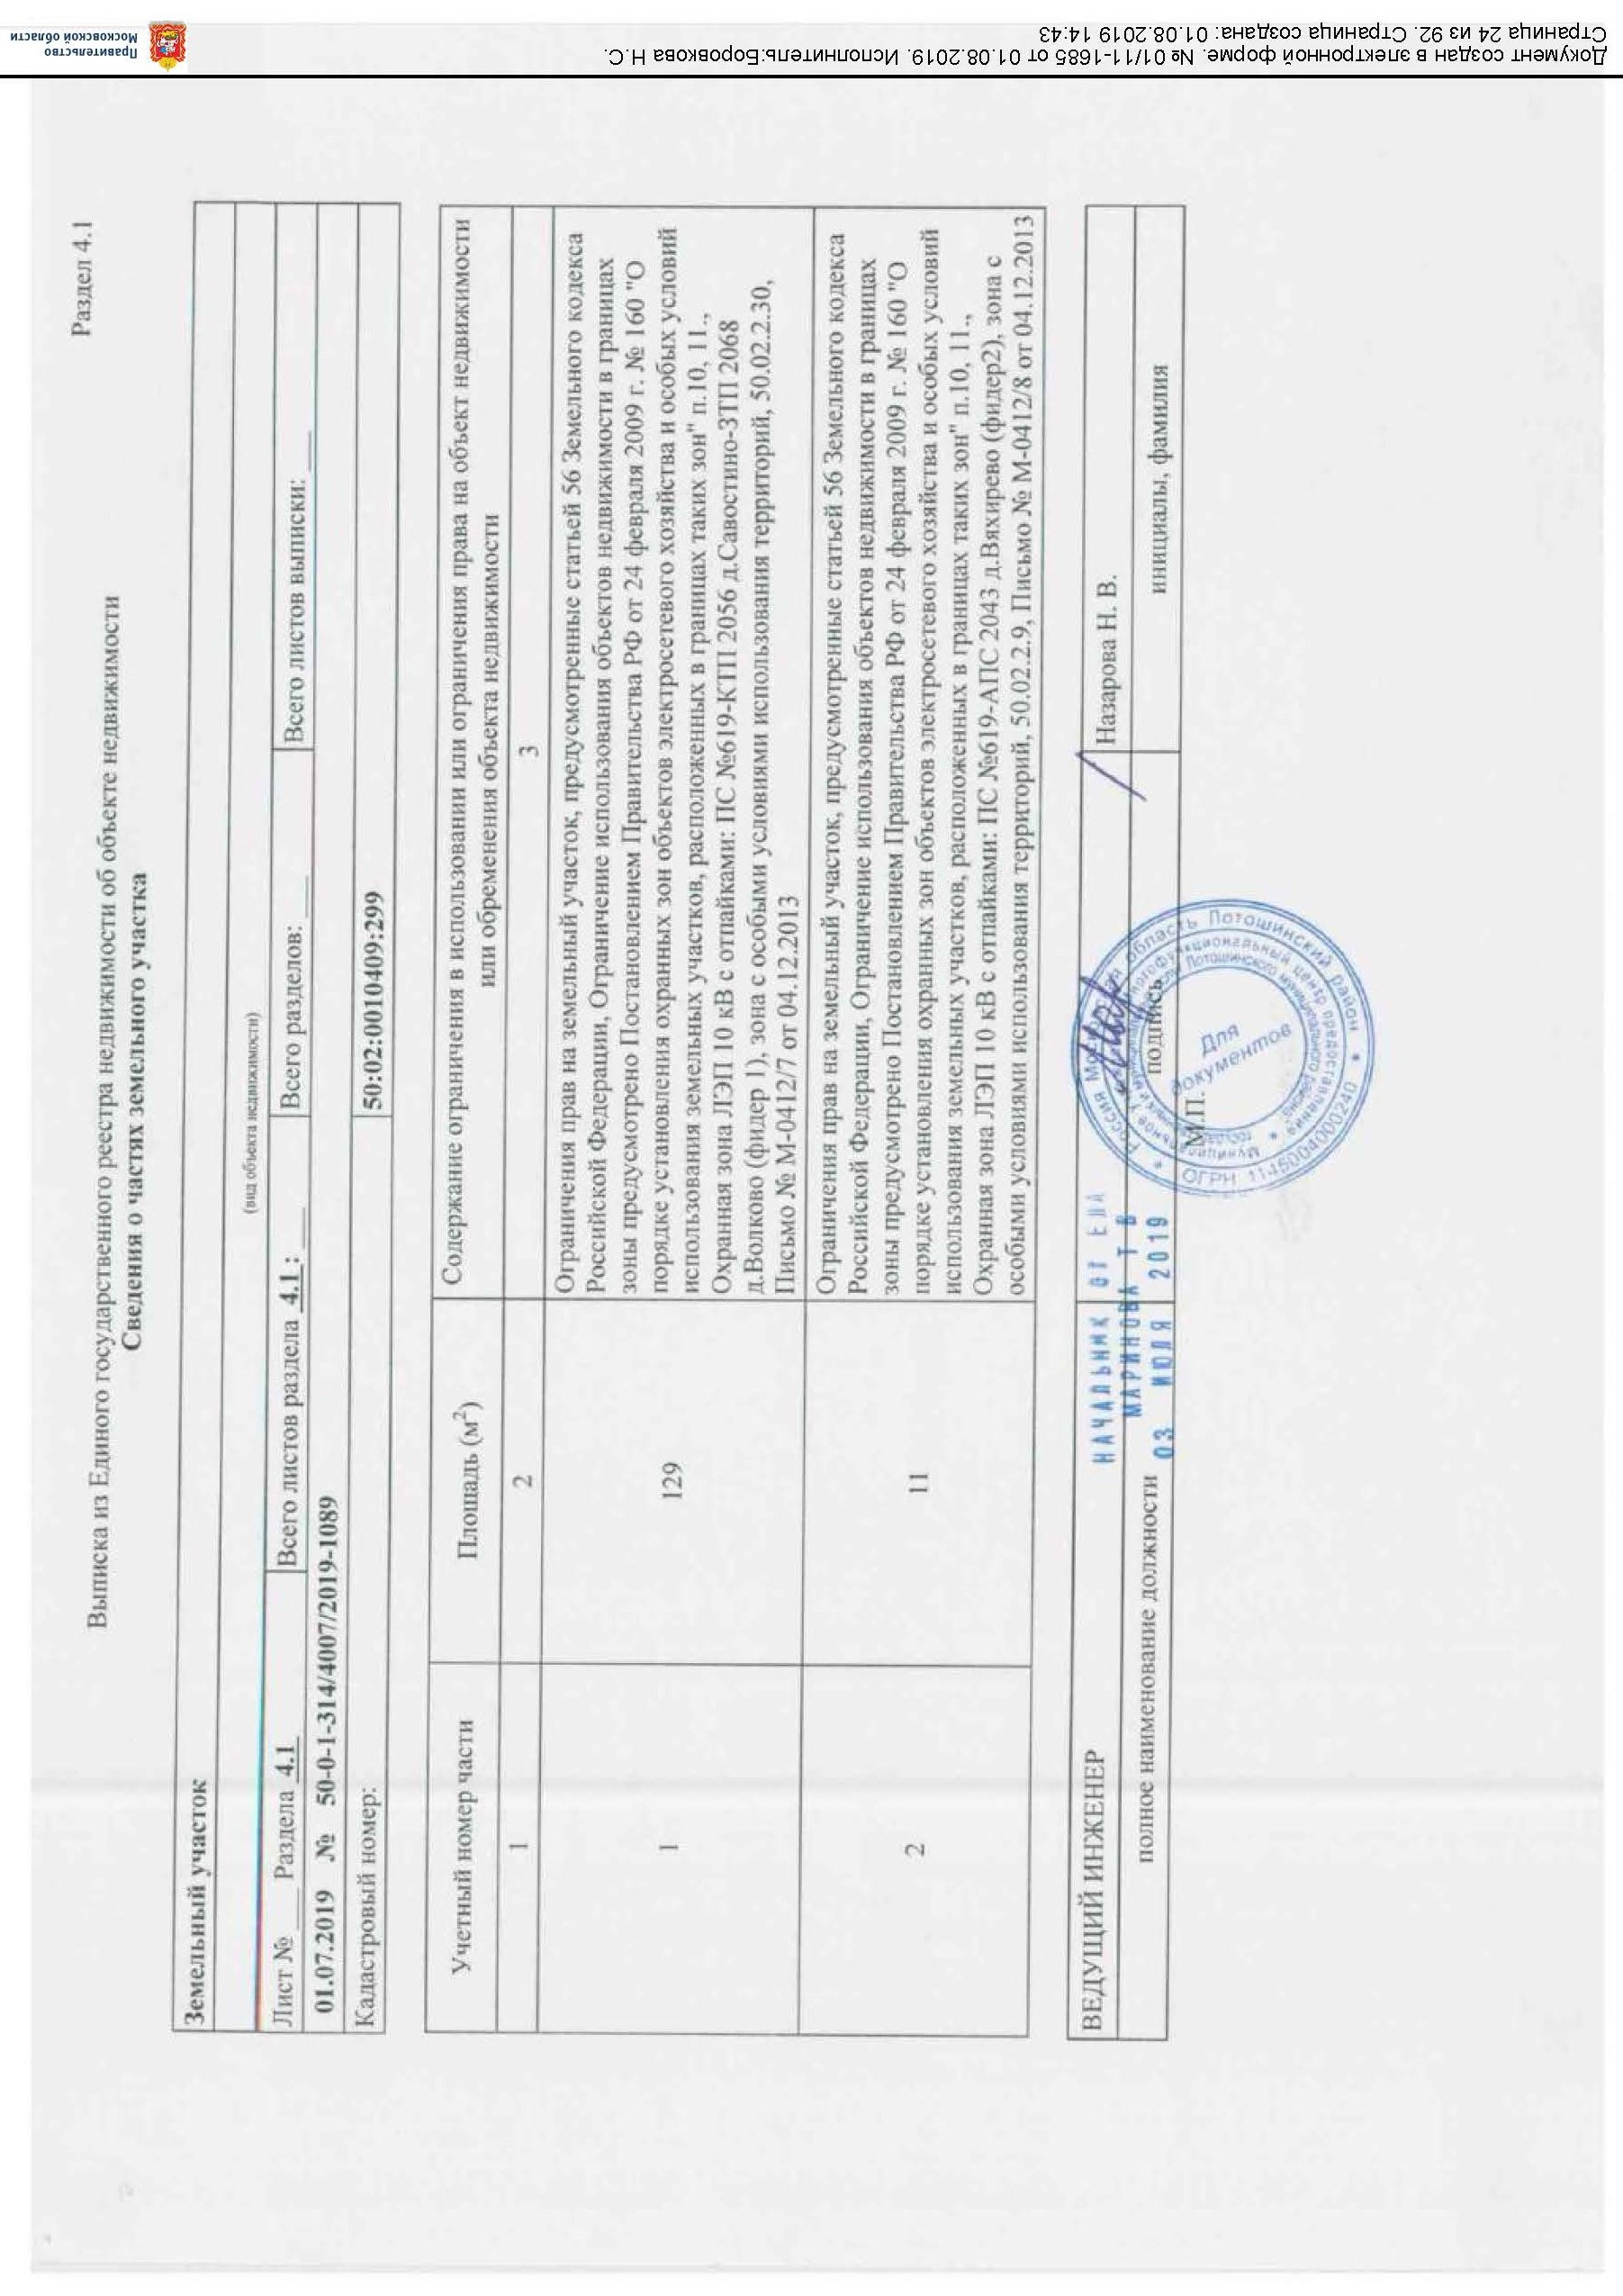 Документ создан в электронной форме. № 01/11-1685 от 01.08.2019. Исполнитель:Боровкова Н.С.
Страница 24 из 92. Страница создана: 01.08.2019 14:43
Правительство
Московской области
Раздел 4.1
Выписка из Единого государственного реестра недвижимости об объекте недвижимости
Сведения о частях земельного участка
Земельный участок
(вид объекта недвижимости)
Лист № ___ Раздела 4.1 Всего листов раздела 4.1 : ___ Всего разделов: ___ Всего листов выписки: ___
01.07.2019 № 50-0-1-314/4007/2019-1089
Кадастровый номер: 50:02:0010409:299
Учетный номер части Площадь (м²) Содержание ограничения в использовании или ограничения права на объект недвижимости
или обременения объекта недвижимости
1 2 3
1 129 Ограничения прав на земельный участок, предусмотренные статьей 56 Земельного кодекса
Российской Федерации, Ограничение использования объектов недвижимости в границах
зоны предусмотрено Постановлением Правительства РФ от 24 февраля 2009 г. № 160 "О
порядке установления охранных зон объектов электросетевого хозяйства и особых условий
использования земельных участков, расположенных в границах таких зон" п.10, 11.,
Охранная зона ЛЭП 10 кВ с отпайками: ПС №619-КТП 2056 д.Савостино-ЗТП 2068
д.Волково (фидер 1), зона с особыми условиями использования территорий, 50.02.2.30,
Письмо № М-0412/7 от 04.12.2013
2 11 Ограничения прав на земельный участок, предусмотренные статьей 56 Земельного кодекса
Российской Федерации, Ограничение использования объектов недвижимости в границах
зоны предусмотрено Постановлением Правительства РФ от 24 февраля 2009 г. № 160 "О
порядке установления охранных зон объектов электросетевого хозяйства и особых условий
использования земельных участков, расположенных в границах таких зон" п.10, 11.,
Охранная зона ЛЭП 10 кВ с отпайками: ПС №619-АПС 2043 д.Вяхирево (фидер2), зона с
особыми условиями использования территорий, 50.02.2.9, Письмо № М-0412/8 от 04.12.2013
ВЕДУЩИЙ ИНЖЕНЕР Назарова Н. В.
полное наименование должности подпись инициалы, фамилия
М.П.
НАЧАЛЬНИК ОТДЕЛА
МАРИНОВА Т В
03 ИЮЛЯ 2019
Для
документов
ОГРН 1145004000240